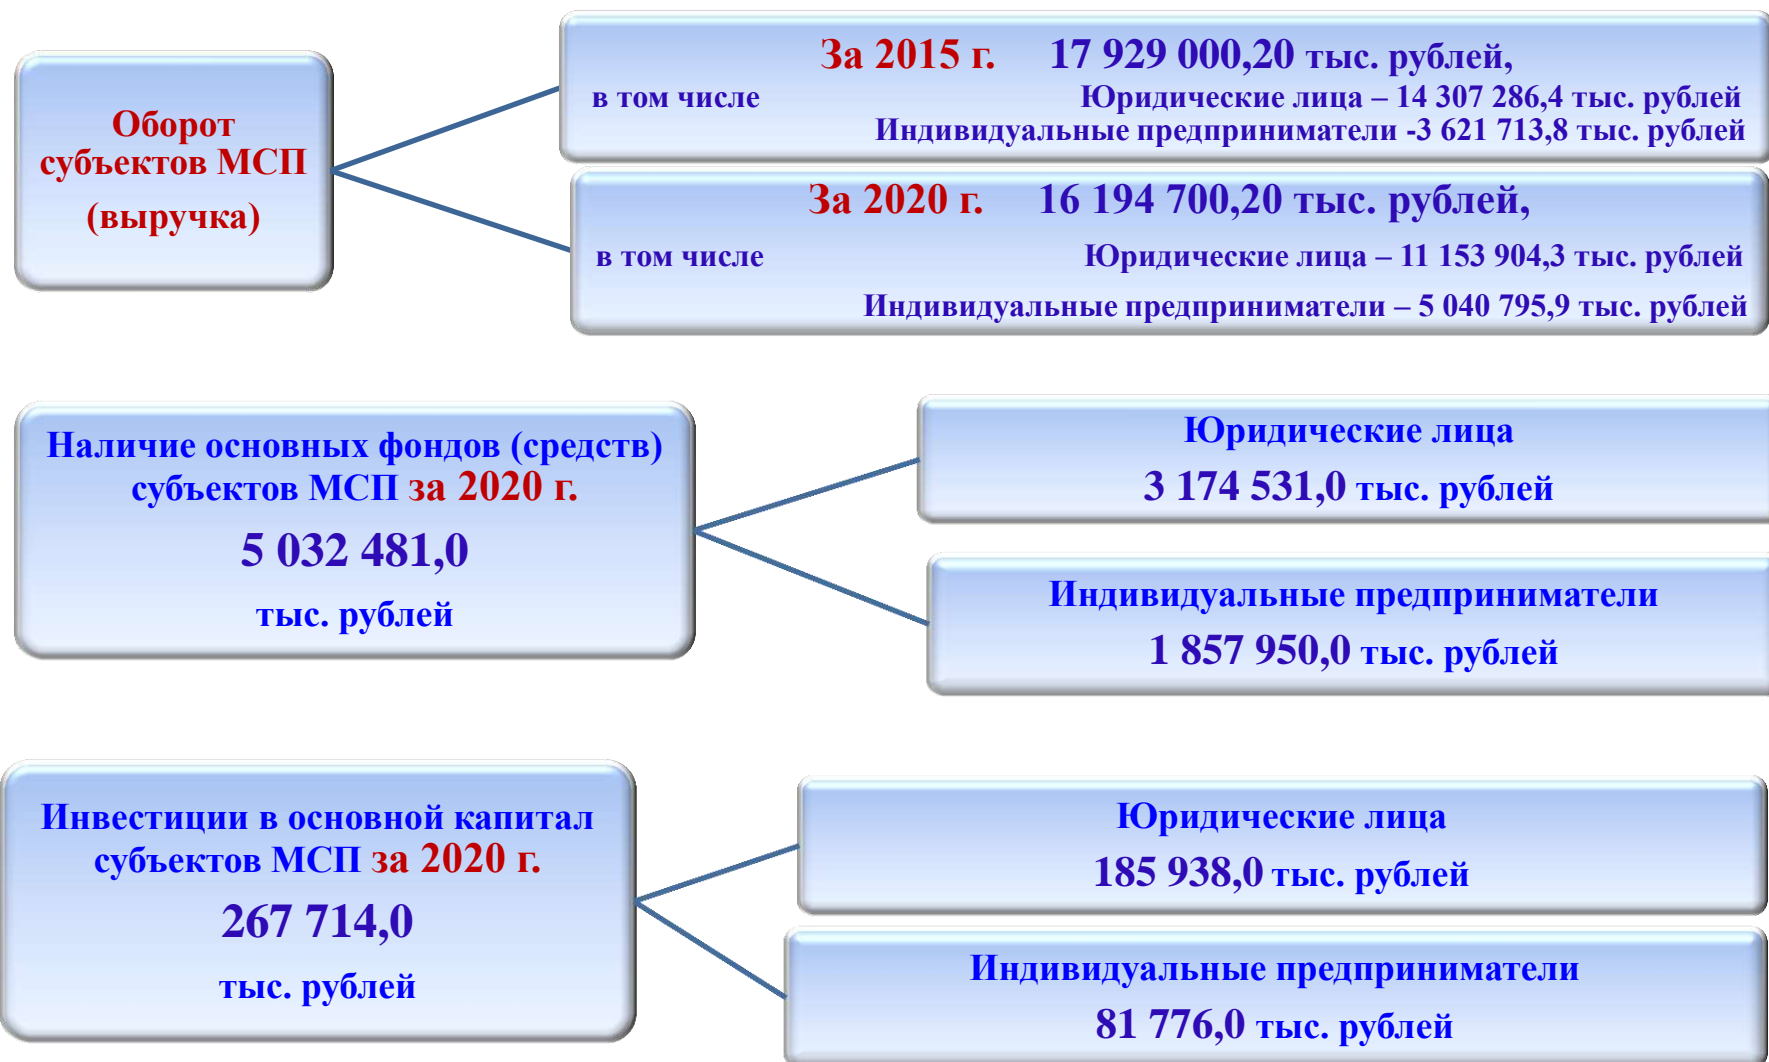 Оборот
субъектов МСП
(выручка)
За 2015 г. 17 929 000,20 тыс. рублей,
в том числе Юридические лица – 14 307 286,4 тыс. рублей
Индивидуальные предприниматели -3 621 713,8 тыс. рублей
За 2020 г. 16 194 700,20 тыс. рублей,
в том числе Юридические лица – 11 153 904,3 тыс. рублей
Индивидуальные предприниматели – 5 040 795,9 тыс. рублей
Наличие основных фондов (средств)
субъектов МСП за 2020 г.
5 032 481,0
тыс. рублей
Юридические лица
3 174 531,0 тыс. рублей
Индивидуальные предприниматели
1 857 950,0 тыс. рублей
Инвестиции в основной капитал
субъектов МСП за 2020 г.
267 714,0
тыс. рублей
Юридические лица
185 938,0 тыс. рублей
Индивидуальные предприниматели
81 776,0 тыс. рублей